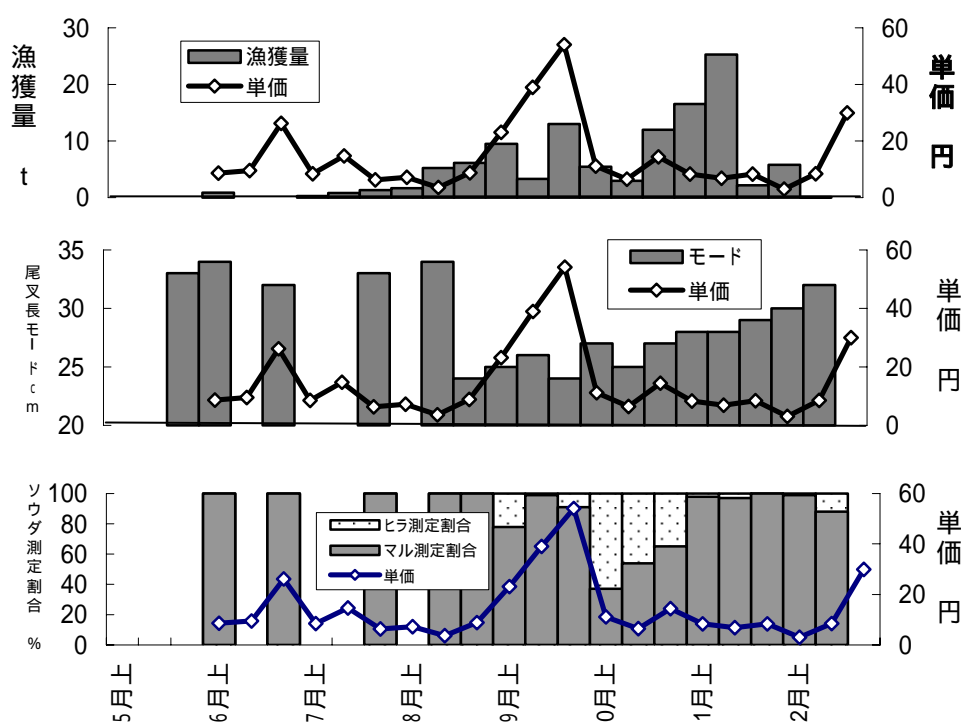 漁獲量 t
30
20
10
0
漁獲量
単価
60
40
20
0
単価 円
尾叉長モードcm
35
30
25
20
モード
単価
60
40
20
0
単価 円
ソウダ測定割合 %
100
80
60
40
20
0
ヒラ測定割合
マル測定割合
単価
60
40
20
0
単価 円
5月上
6月上
7月上
8月上
9月上
0月上
1月上
2月上